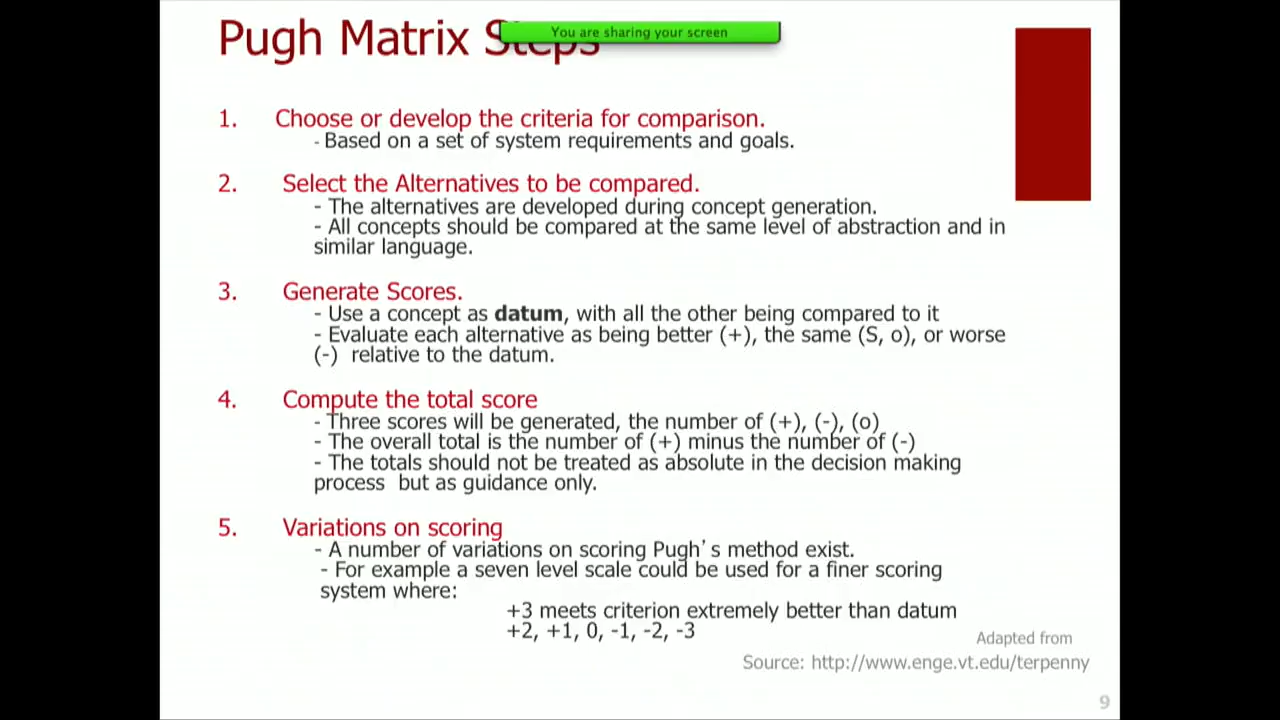 Pugh Matrix Steps
You are sharing your screen
1. Choose or develop the criteria for comparison.
- Based on a set of system requirements and goals.
2. Select the Alternatives to be compared.
- The alternatives are developed during concept generation.
- All concepts should be compared at the same level of abstraction and in
similar language.
3. Generate Scores.
- Use a concept as datum, with all the other being compared to it
- Evaluate each alternative as being better (+), the same (S, o), or worse
(-) relative to the datum.
4. Compute the total score
- Three scores will be generated, the number of (+), (-), (o)
- The overall total is the number of (+) minus the number of (-)
- The totals should not be treated as absolute in the decision making
process but as guidance only.
5. Variations on scoring
- A number of variations on scoring Pugh's method exist.
- For example a seven level scale could be used for a finer scoring
system where:
+3 meets criterion extremely better than datum
+2, +1, 0, -1, -2, -3
Adapted from
Source: http://www.enge.vt.edu/terpenny
9